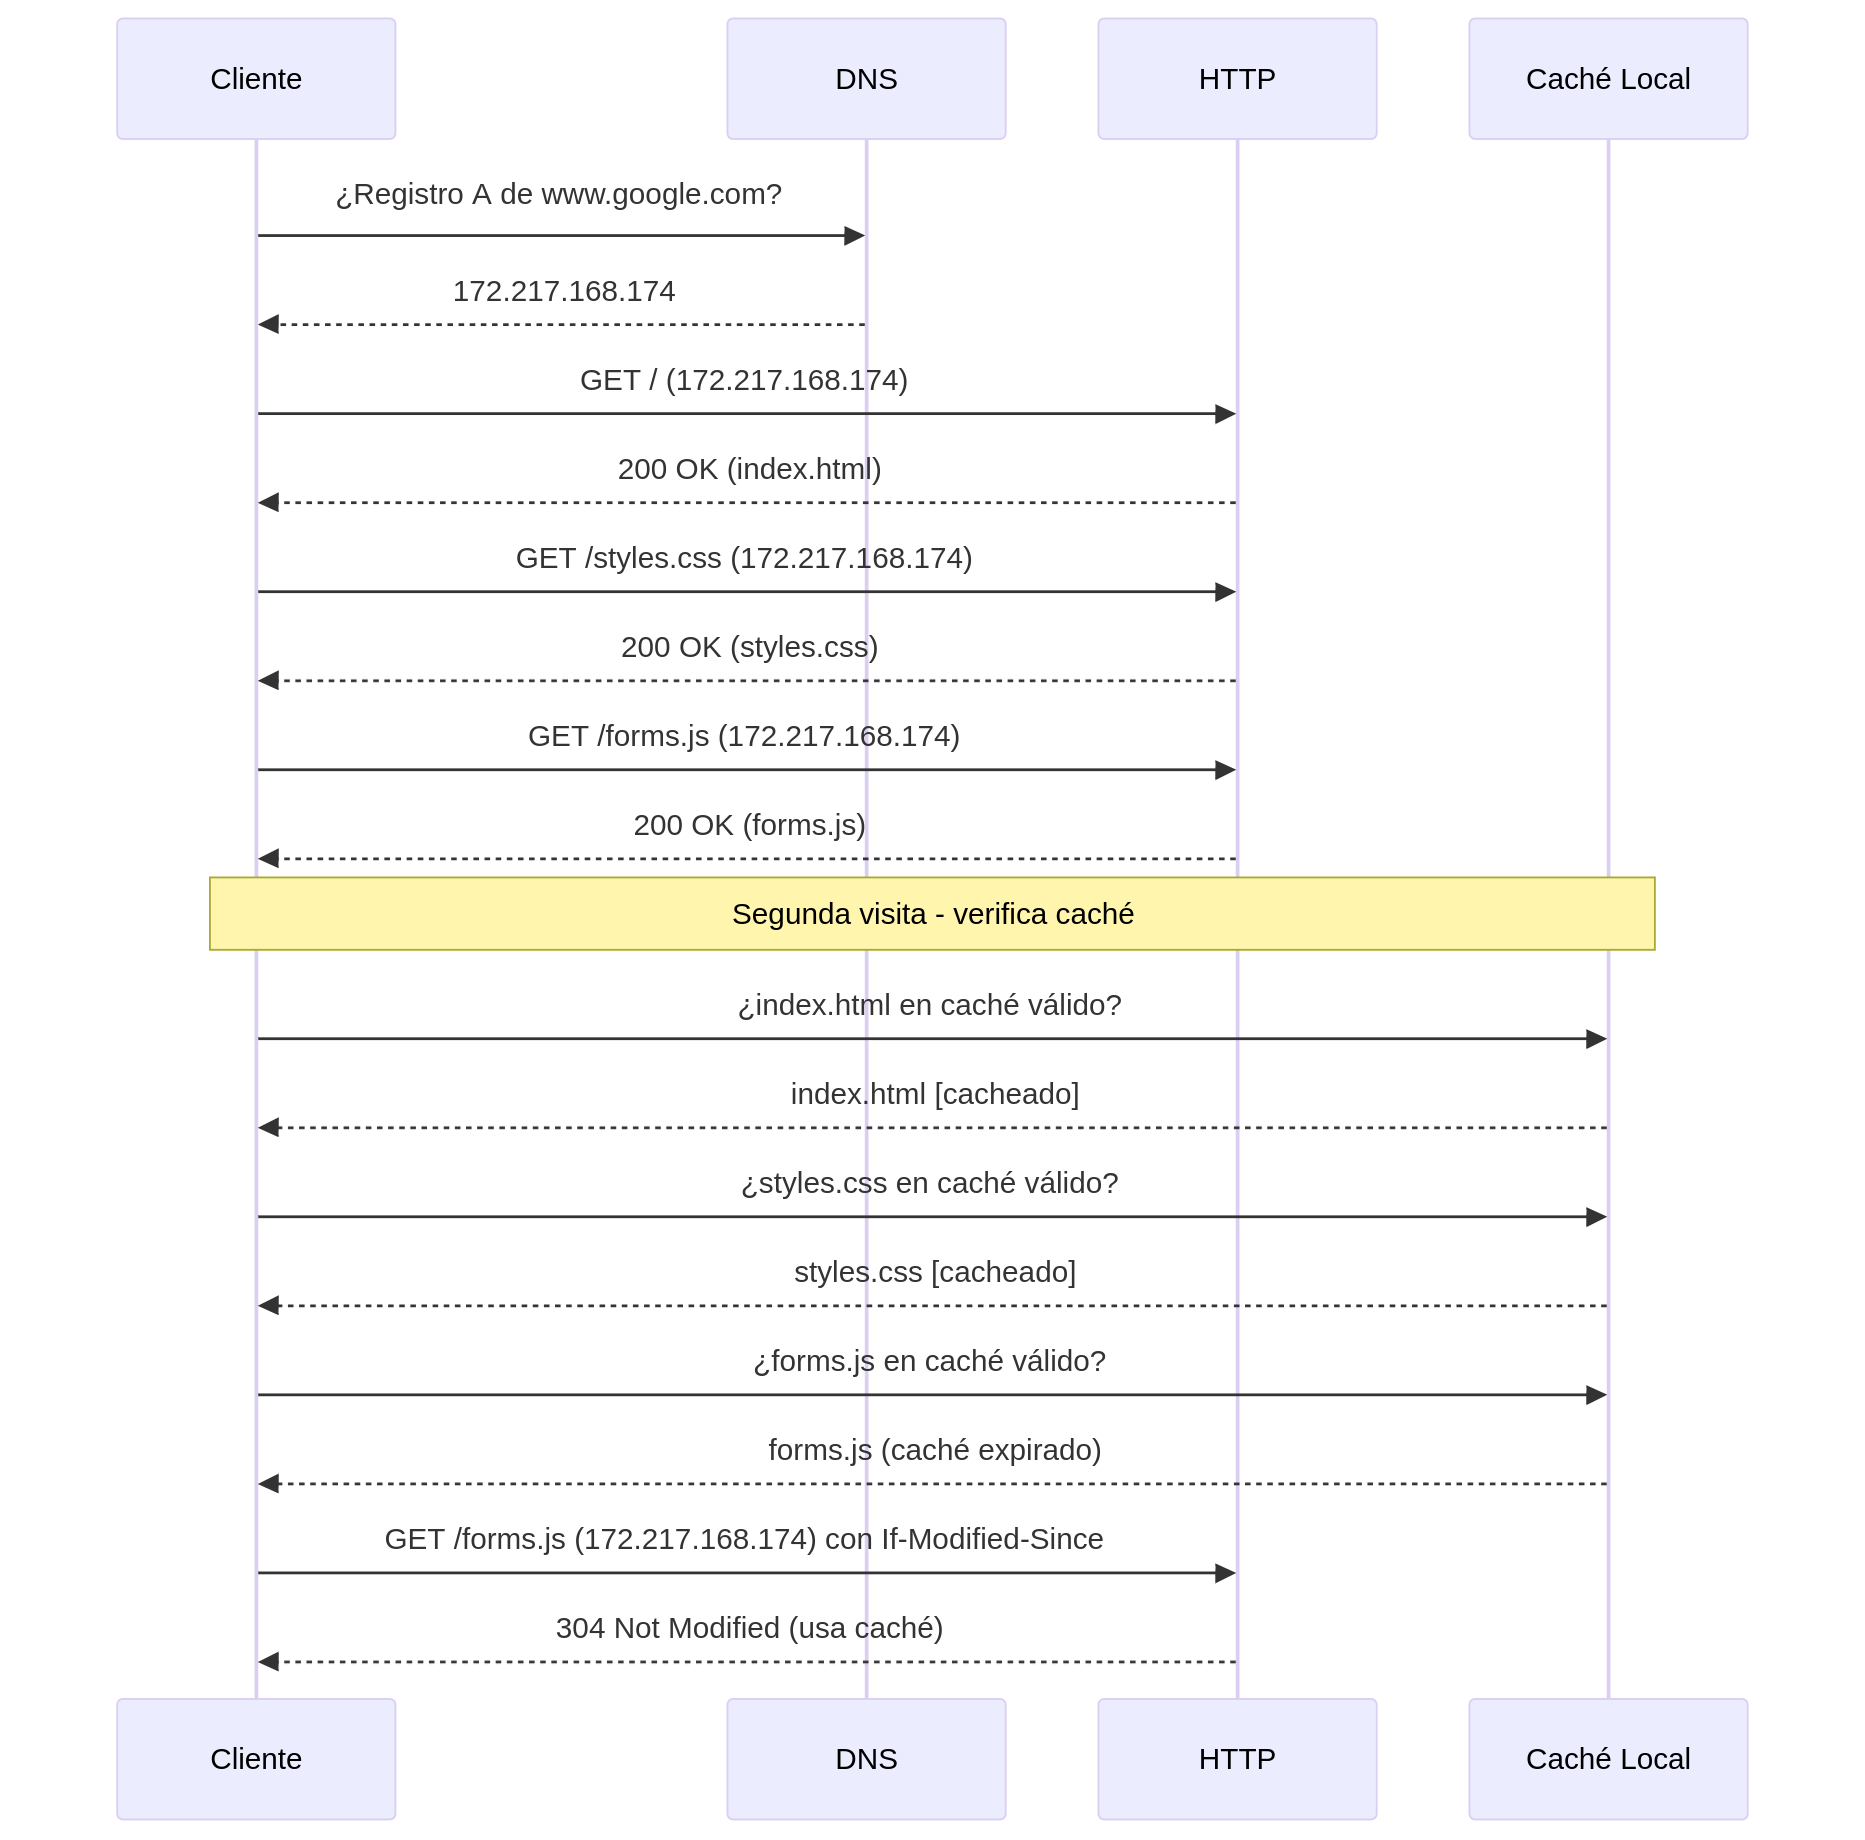 Cliente
DNS
HTTP
Caché Local
¿Registro A de www.google.com?
172.217.168.174
GET / (172.217.168.174)
200 OK (index.html)
GET /styles.css (172.217.168.174)
200 OK (styles.css)
GET /forms.js (172.217.168.174)
200 OK (forms.js)
Segunda visita - verifica caché
¿index.html en caché válido?
index.html [cacheado]
¿styles.css en caché válido?
styles.css [cacheado]
¿forms.js en caché válido?
forms.js (caché expirado)
GET /forms.js (172.217.168.174) con If-Modified-Since
304 Not Modified (usa caché)
Cliente
DNS
HTTP
Caché Local